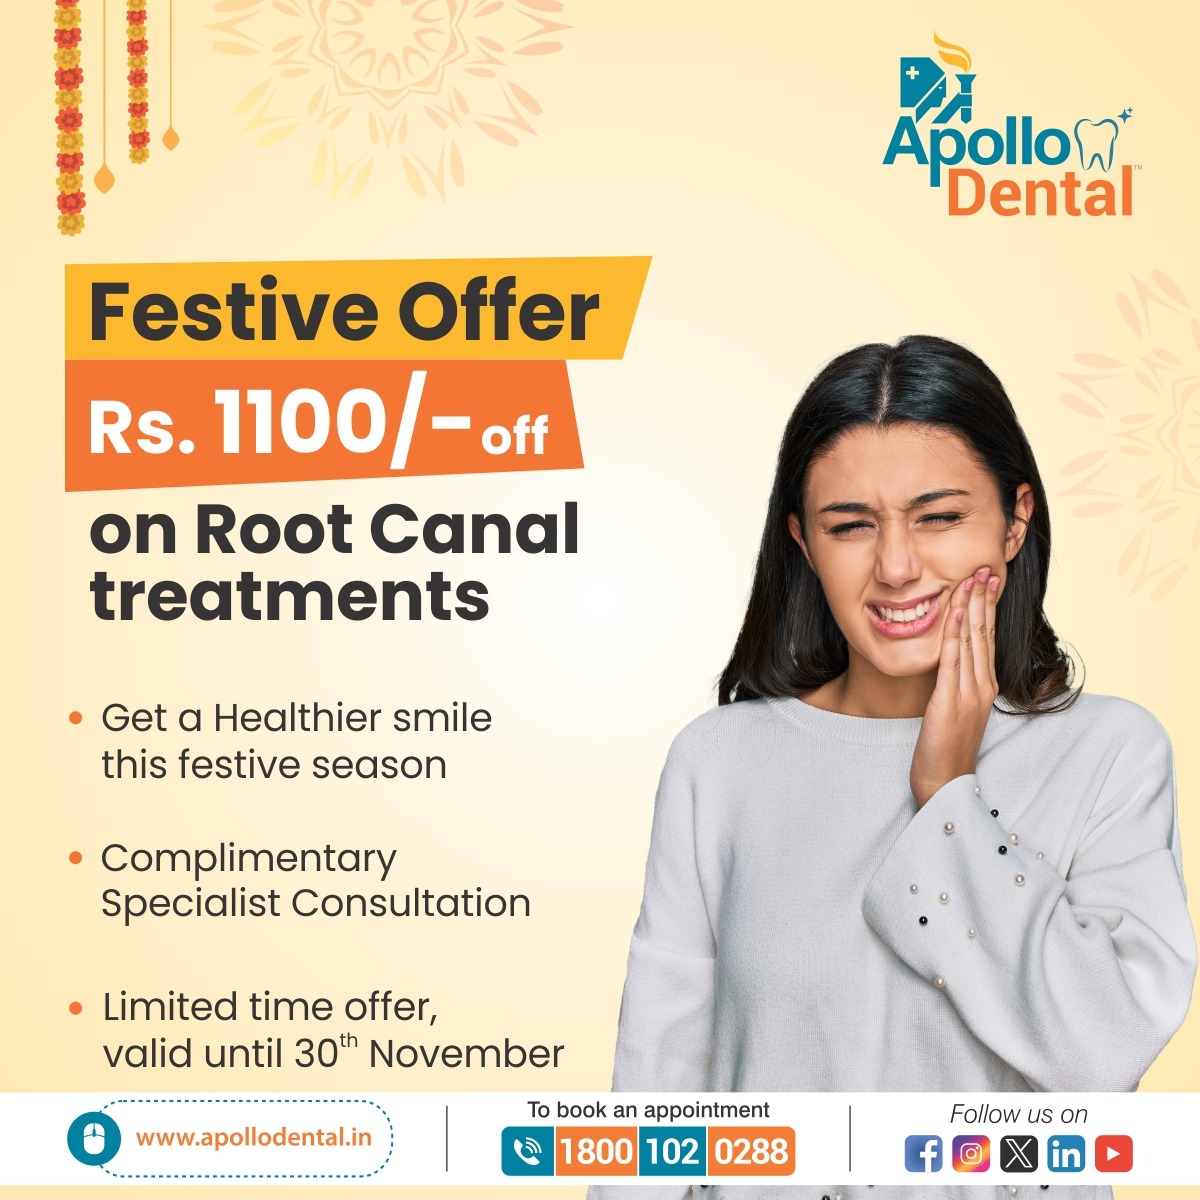 Apollo
Dental™
Festive Offer
Rs. 1100/- off
on Root Canal
treatments
• Get a Healthier smile
this festive season
• Complimentary
Specialist Consultation
• Limited time offer,
valid until 30th November
www.apollodental.in
To book an appointment
1800 102 0288
Follow us on